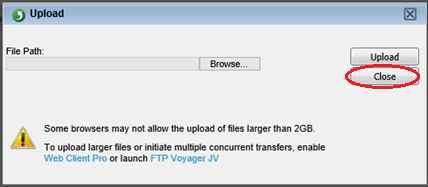 Upload
File Path:
Browse...
Upload
Close
Some browsers may not allow the upload of files larger than 2GB.
To upload larger files or initiate multiple concurrent transfers, enable
Web Client Pro or launch FTP Voyager JV